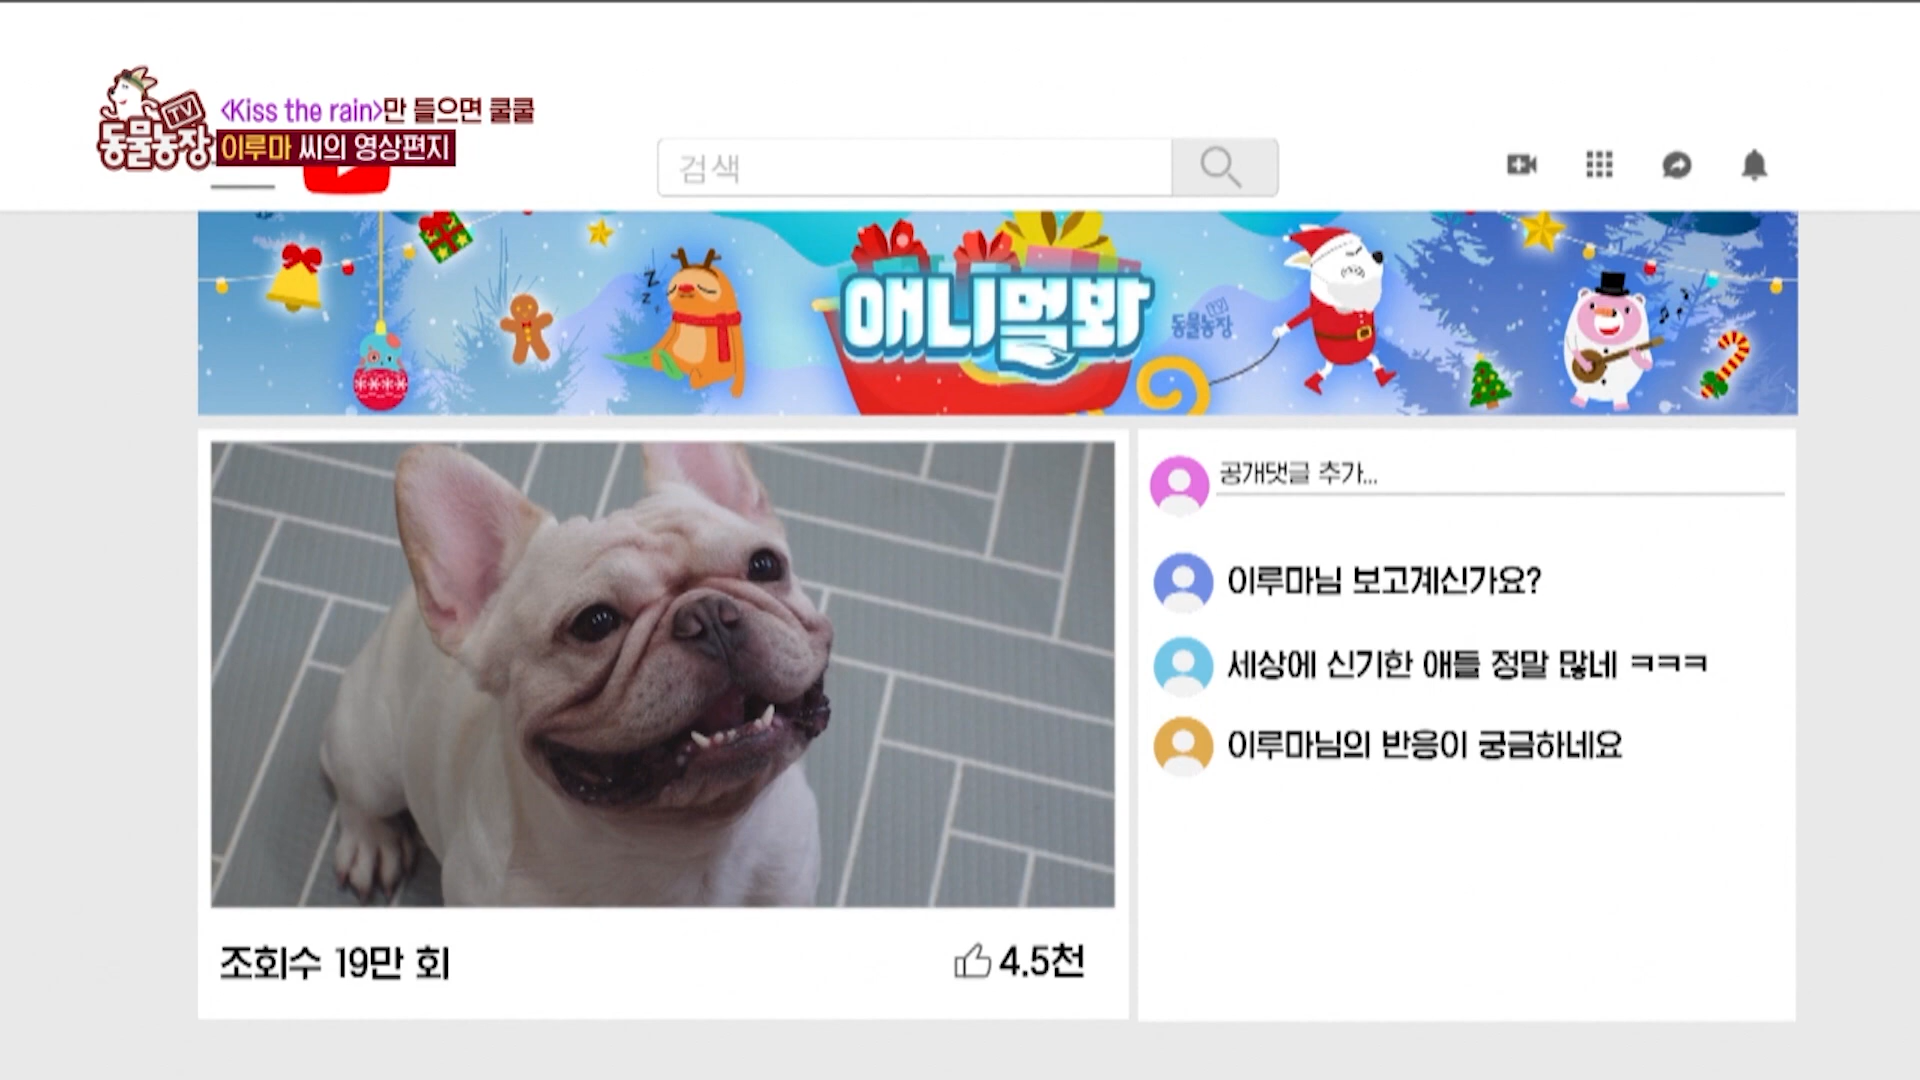 TV
동물농장
<Kiss the rain>만 들으면 쿨쿨
이루마 씨의 영상편지
검색
z
z
애니멀봐
TV
동물농장
공개댓글 추가...
이루마님 보고계신가요?
세상에 신기한 애들 정말 많네 ㅋㅋㅋ
이루마님의 반응이 궁금하네요
조회수 19만 회
4.5천